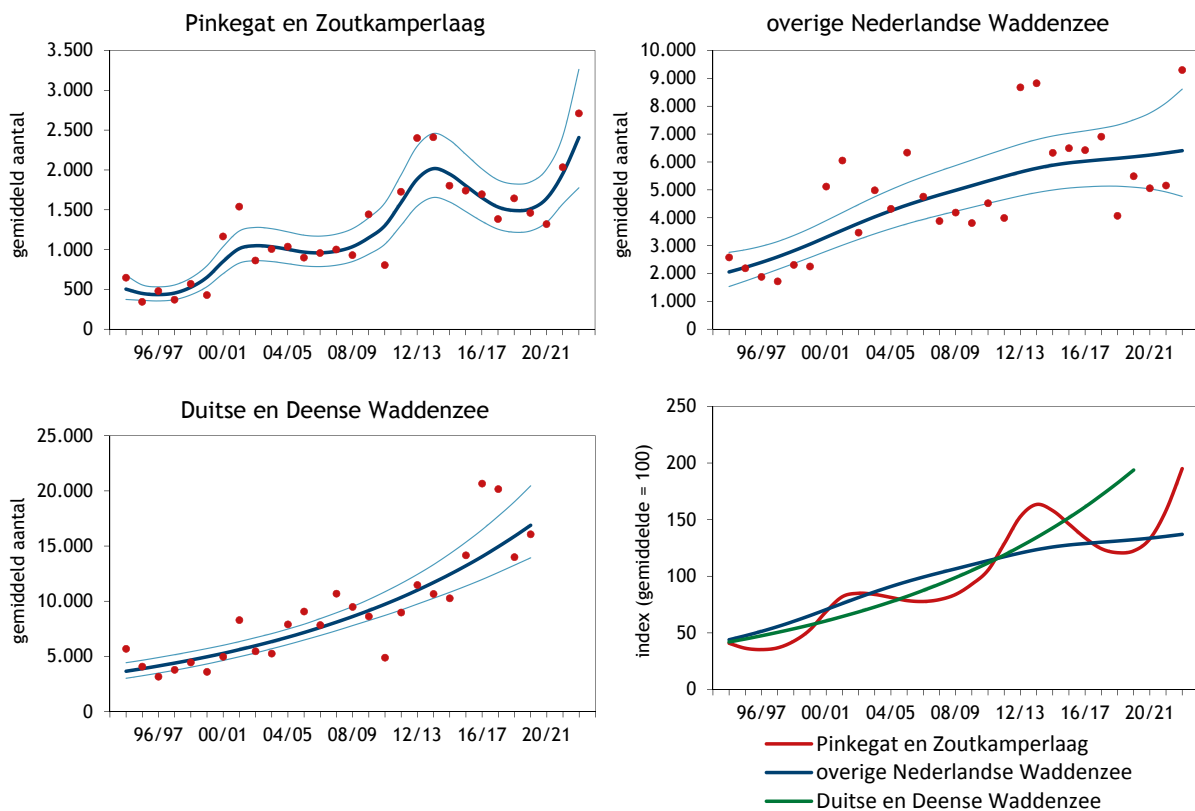 Pinkegat en Zoutkamperlaag
gemiddeld aantal
3.500
3.000
2.500
2.000
1.500
1.000
500
0
96/97 00/01 04/05 08/09 12/13 16/17 20/21
overige Nederlandse Waddenzee
gemiddeld aantal
10.000
9.000
8.000
7.000
6.000
5.000
4.000
3.000
2.000
1.000
0
96/97 00/01 04/05 08/09 12/13 16/17 20/21
Duitse en Deense Waddenzee
gemiddeld aantal
25.000
20.000
15.000
10.000
5.000
0
96/97 00/01 04/05 08/09 12/13 16/17 20/21
index (gemiddelde = 100)
250
200
150
100
50
0
96/97 00/01 04/05 08/09 12/13 16/17 20/21
Pinkegat en Zoutkamperlaag
overige Nederlandse Waddenzee
Duitse en Deense Waddenzee